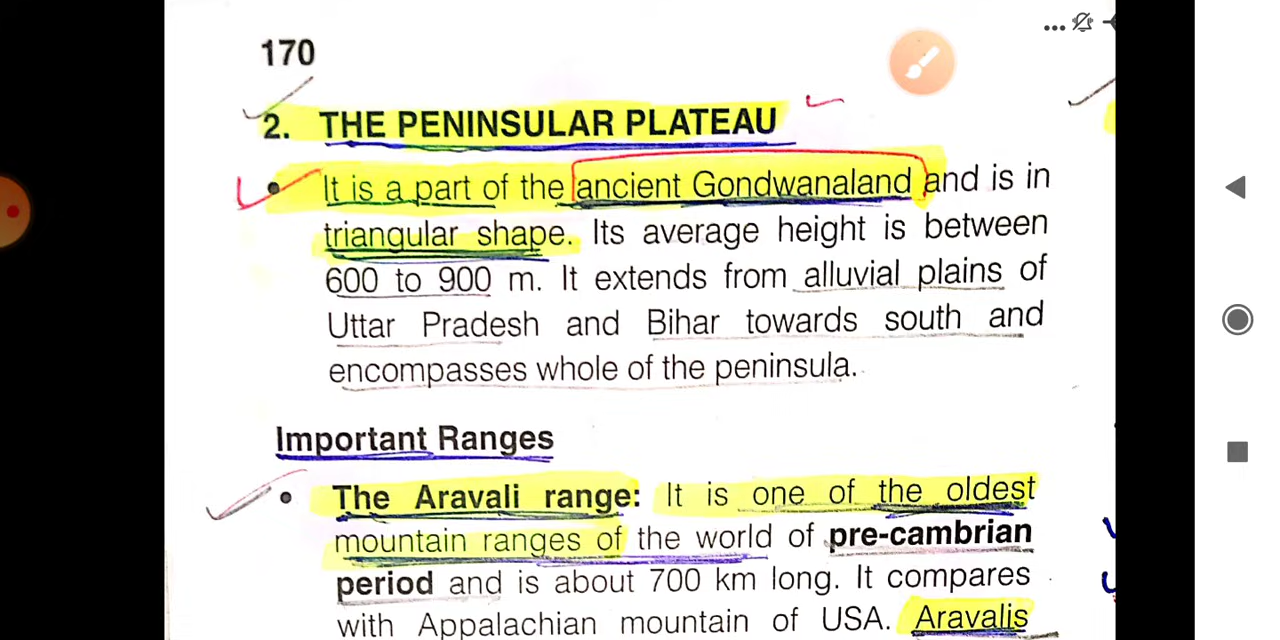 170
2. THE PENINSULAR PLATEAU
• It is a part of the ancient Gondwanaland and is in
triangular shape. Its average height is between
600 to 900 m. It extends from alluvial plains of
Uttar Pradesh and Bihar towards south and
encompasses whole of the peninsula.
Important Ranges
• The Aravali range: It is one of the oldest
mountain ranges of the world of pre-cambrian
period and is about 700 km long. It compares
with Appalachian mountain of USA. Aravalis